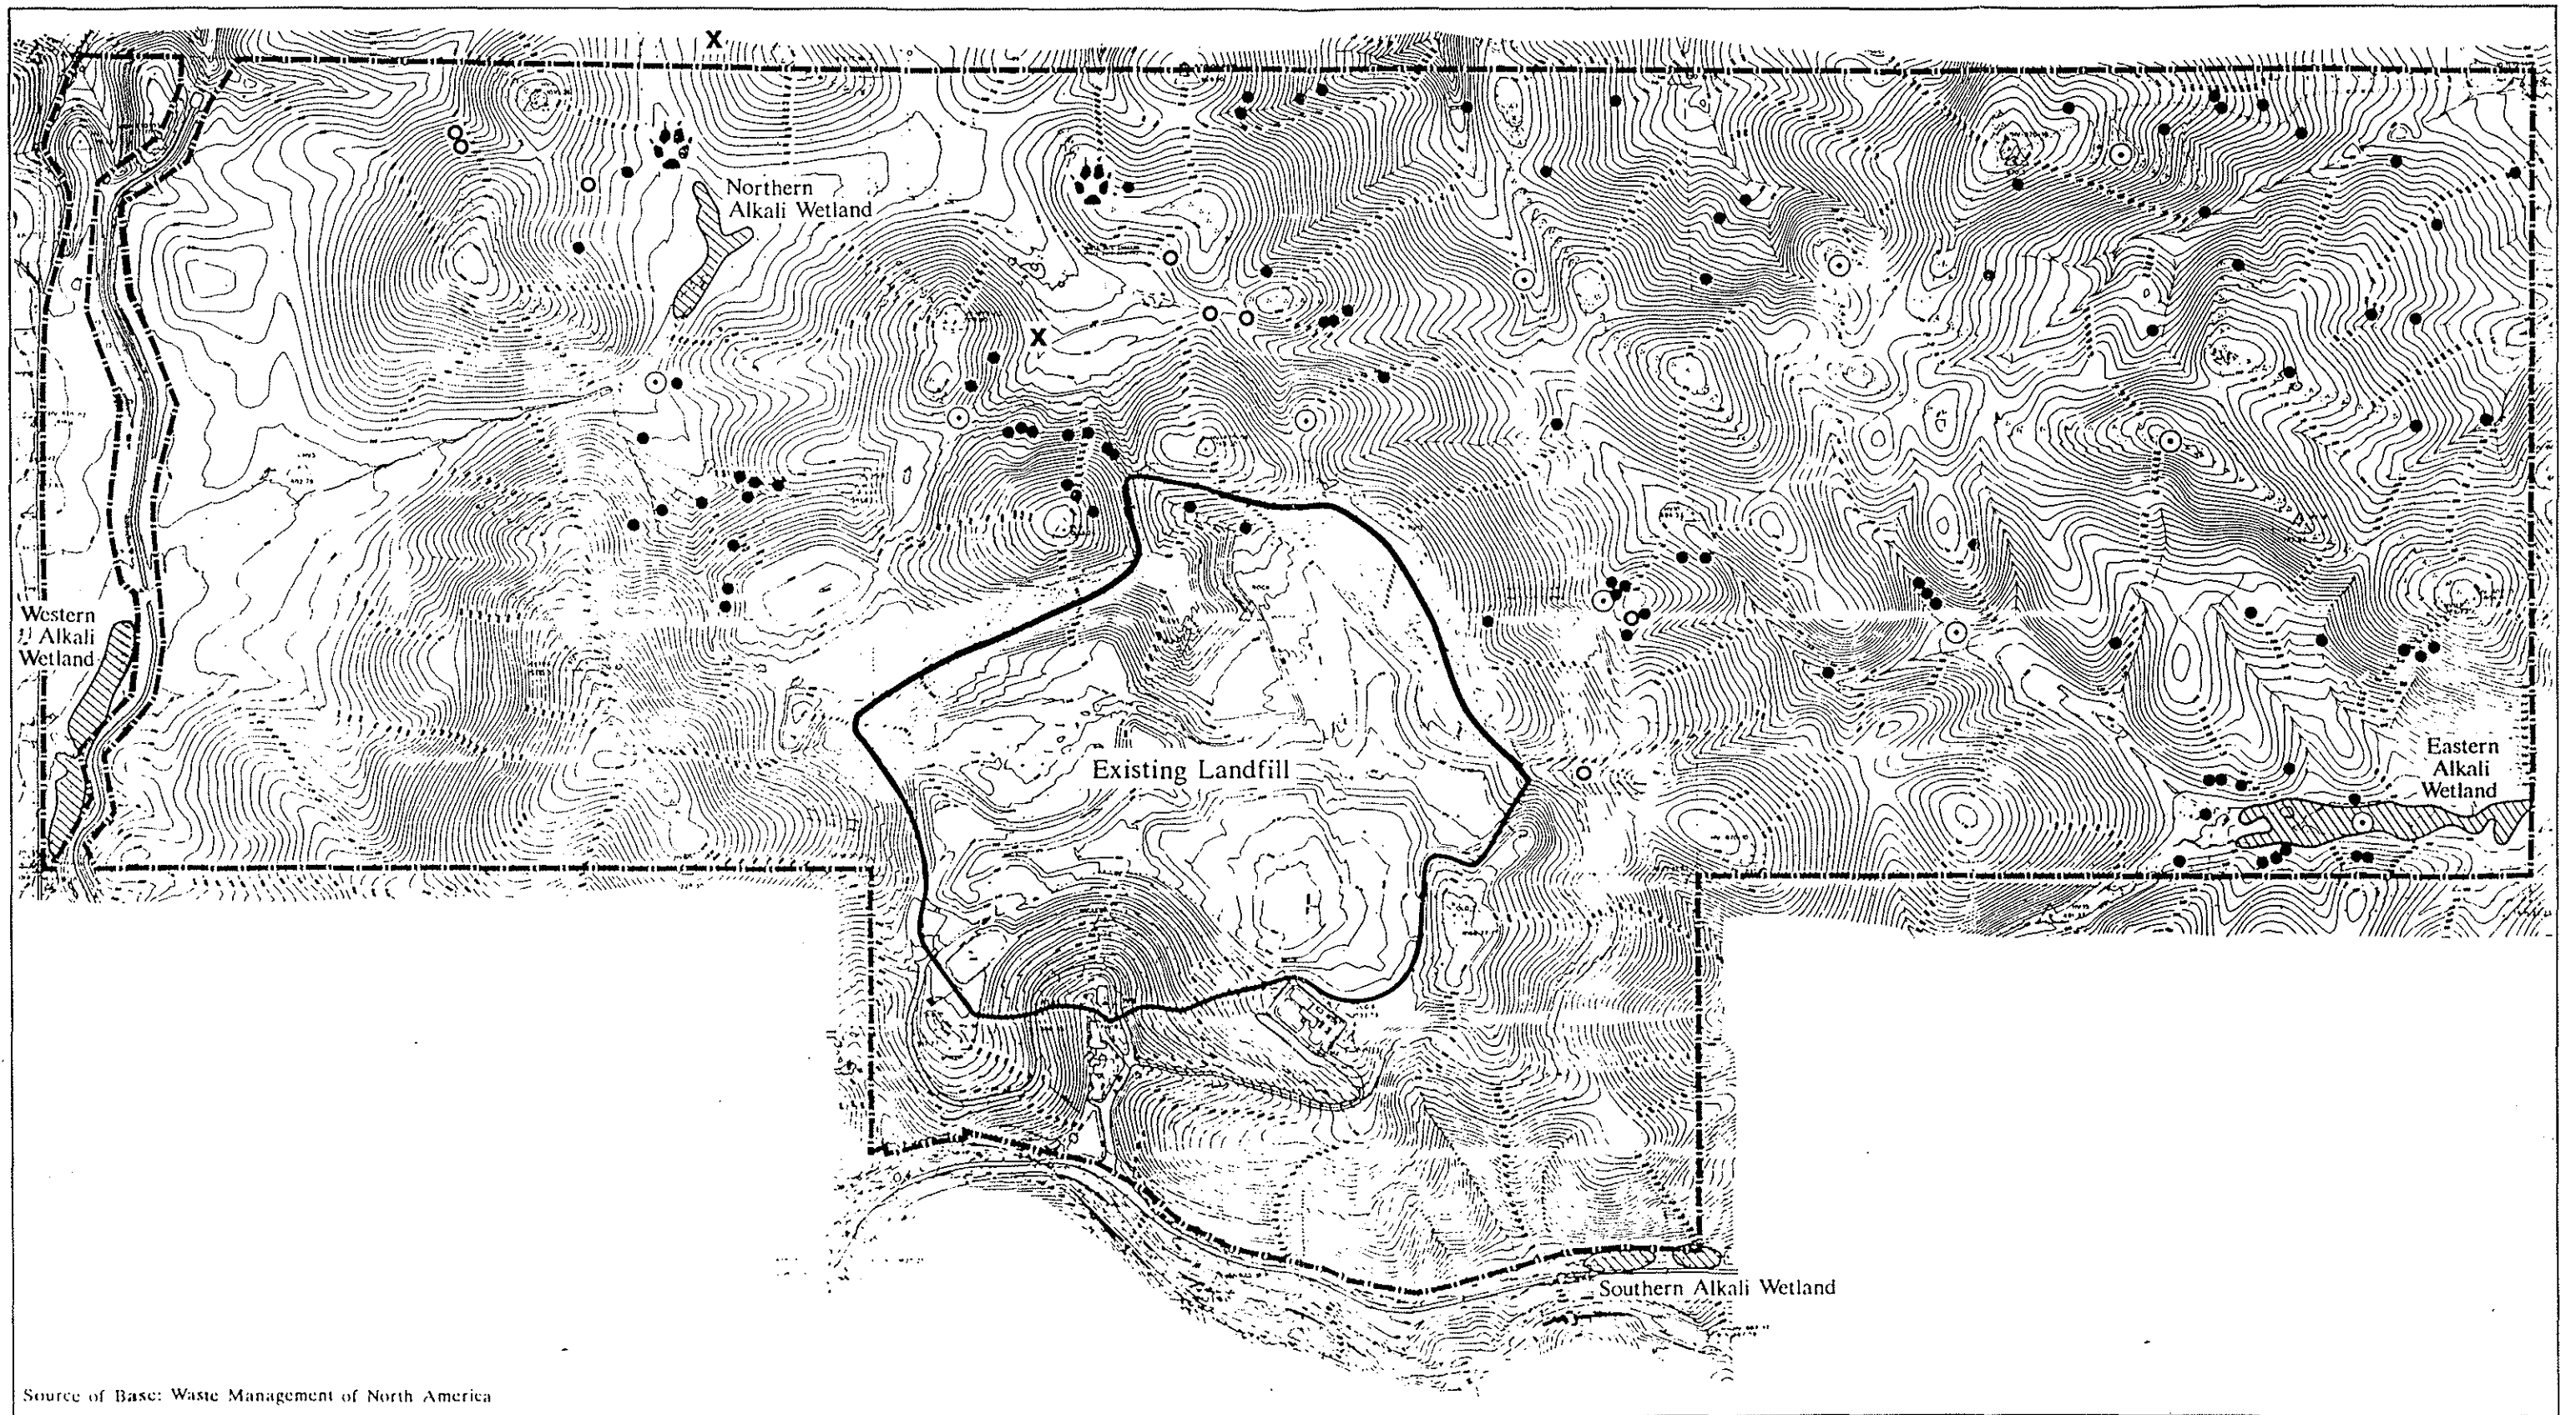 X
Northern
Alkali Wetland
X
Western
Alkali
Wetland
Existing Landfill
Eastern
Alkali
Wetland
Southern Alkali Wetland
Source of Base: Waste Management of North America